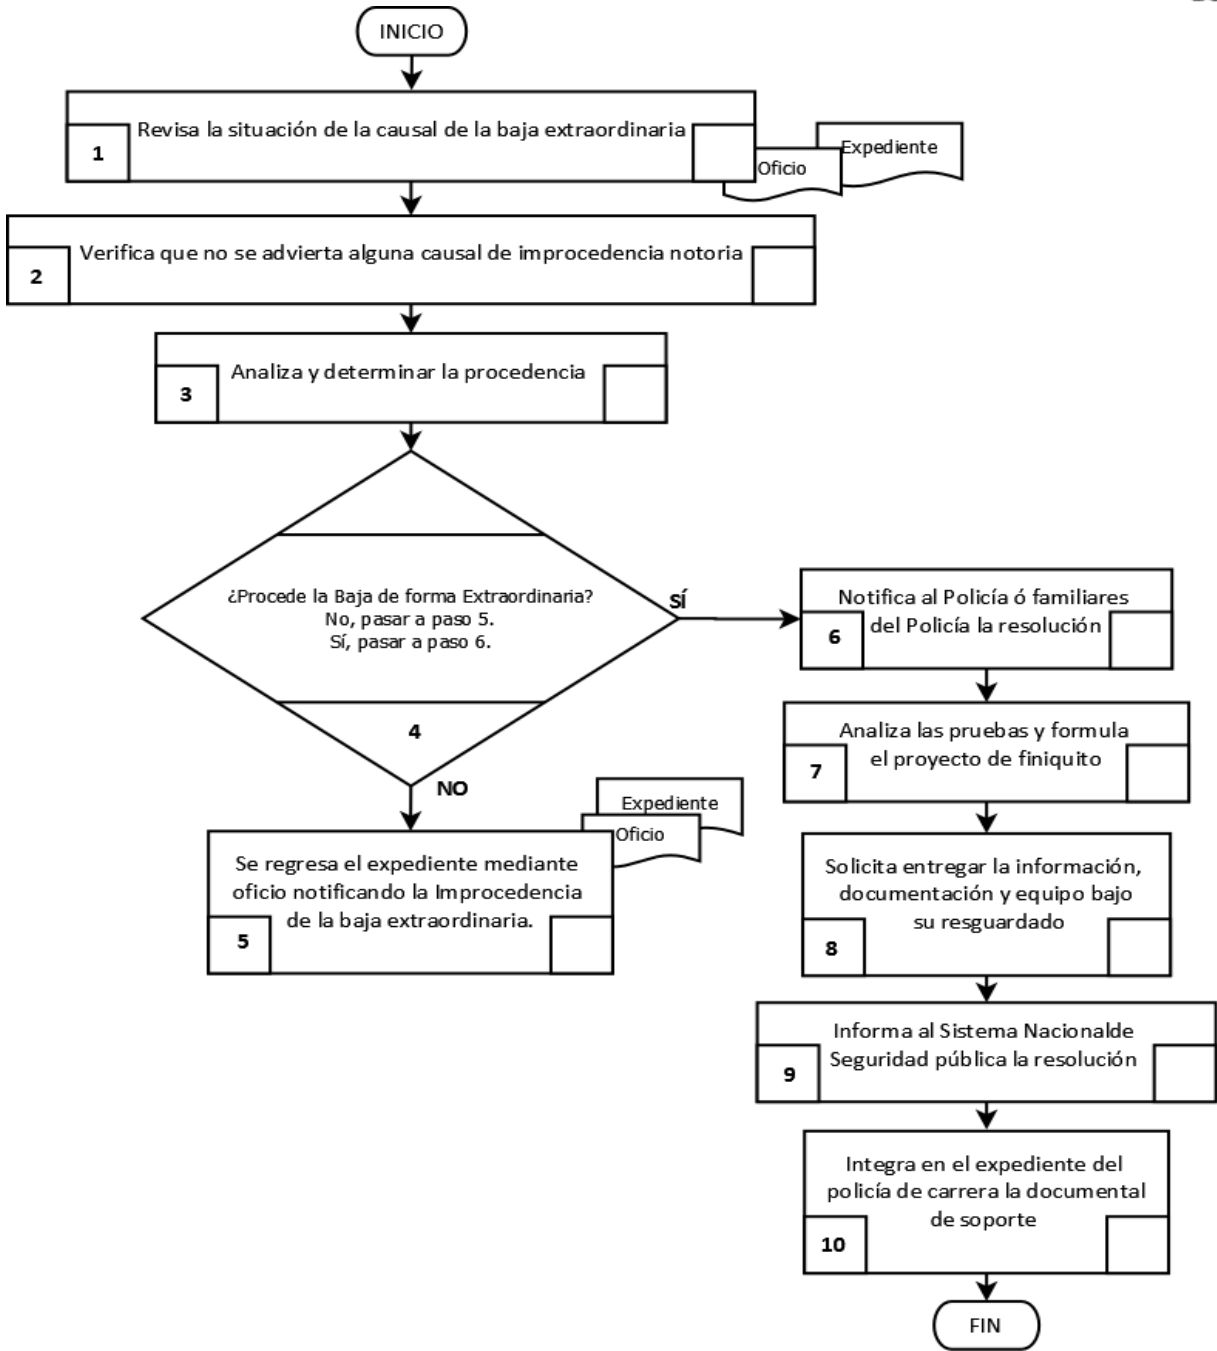 INICIO
Revisa la situación de la causal de la baja extraordinaria
1
Oficio
Expediente
Verifica que no se advierta alguna causal de improcedencia notoria
2
Analiza y determinar la procedencia
3
¿Procede la Baja de forma Extraordinaria?
No, pasar a paso 5.
Sí, pasar a paso 6.
4
SÍ
NO
Expediente
Oficio
Se regresa el expediente mediante
oficio notificando la Improcedencia
de la baja extraordinaria.
5
Notifica al Policía ó familiares
del Policía la resolución
6
Analiza las pruebas y formula
el proyecto de finiquito
7
Solicita entregar la información,
documentación y equipo bajo
su resguardado
8
Informa al Sistema Nacionalde
Seguridad pública la resolución
9
Integra en el expediente del
policía de carrera la documental
de soporte
10
FIN